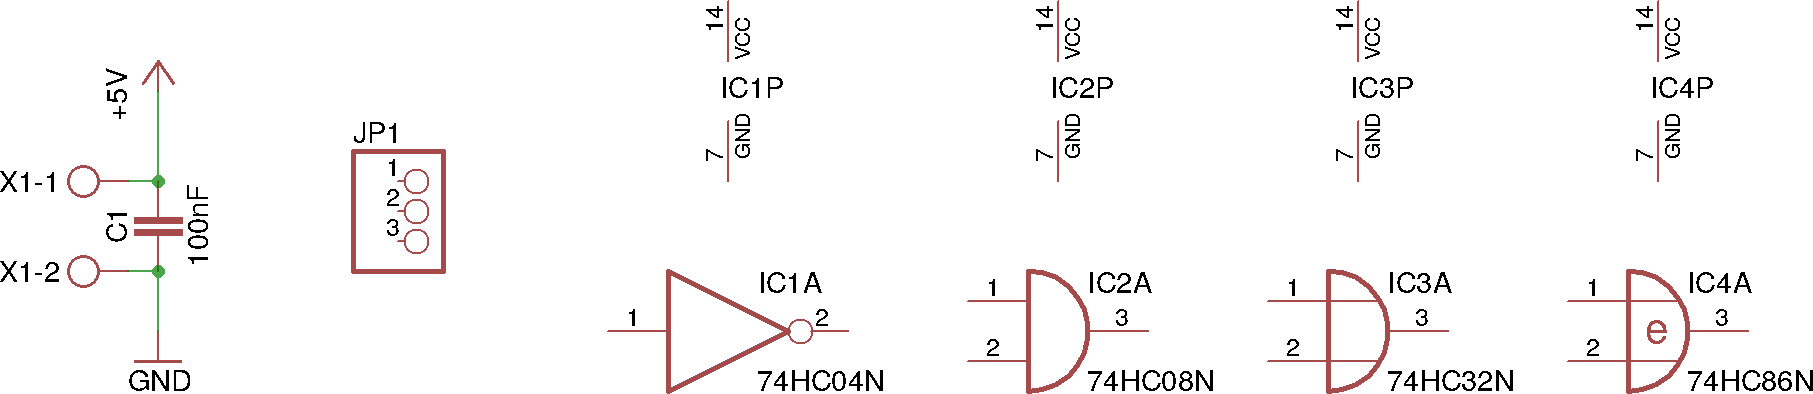 +5V
X1-1
C1
100nF
X1-2
GND
JP1
1
2
3
14
VCC
IC1P
7
GND
14
VCC
IC2P
7
GND
14
VCC
IC3P
7
GND
14
VCC
IC4P
7
GND
IC1A
1
2
74HC04N
IC2A
1
2
3
74HC08N
IC3A
1
2
3
74HC32N
IC4A
1
2
3
e
74HC86N